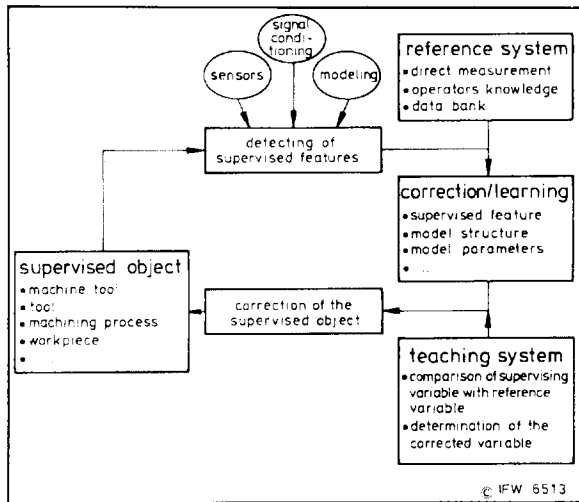 signal
condi-
tioning
sensors
modeling
reference system
▪ direct measurement
▪ operators knowledge
▪ data bank
detecting of
supervised features
correction/learning
▪ supervised feature
▪ model structure
▪ model parameters
▪ ...
supervised object
▪ machine tool
▪ tool
▪ machining process
▪ workpiece
▪
correction of the
supervised object
teaching system
▪ comparison of supervising
variable with reference
variable
▪ determination of the
corrected variable
© IFW 6513